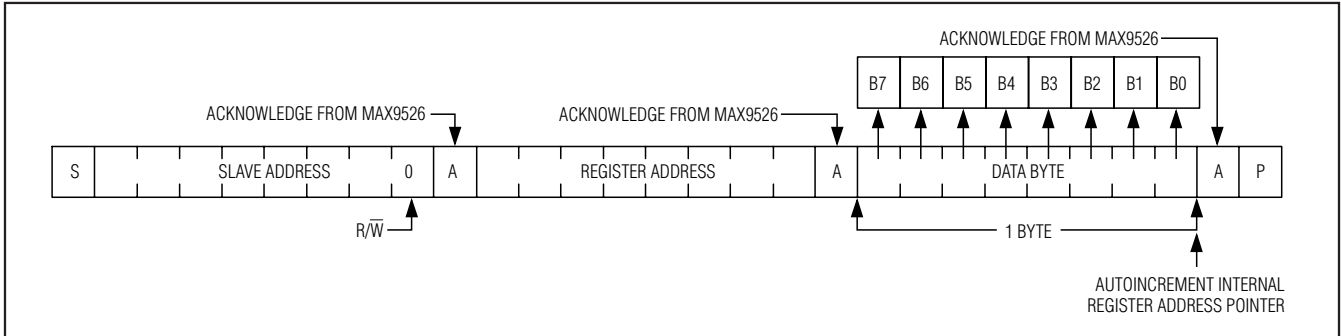 ACKNOWLEDGE FROM MAX9526
B7 B6 B5 B4 B3 B2 B1 B0
ACKNOWLEDGE FROM MAX9526 ACKNOWLEDGE FROM MAX9526
S SLAVE ADDRESS 0 A REGISTER ADDRESS A DATA BYTE A P
R/W̅ 1 BYTE
AUTOINCREMENT INTERNAL
REGISTER ADDRESS POINTER